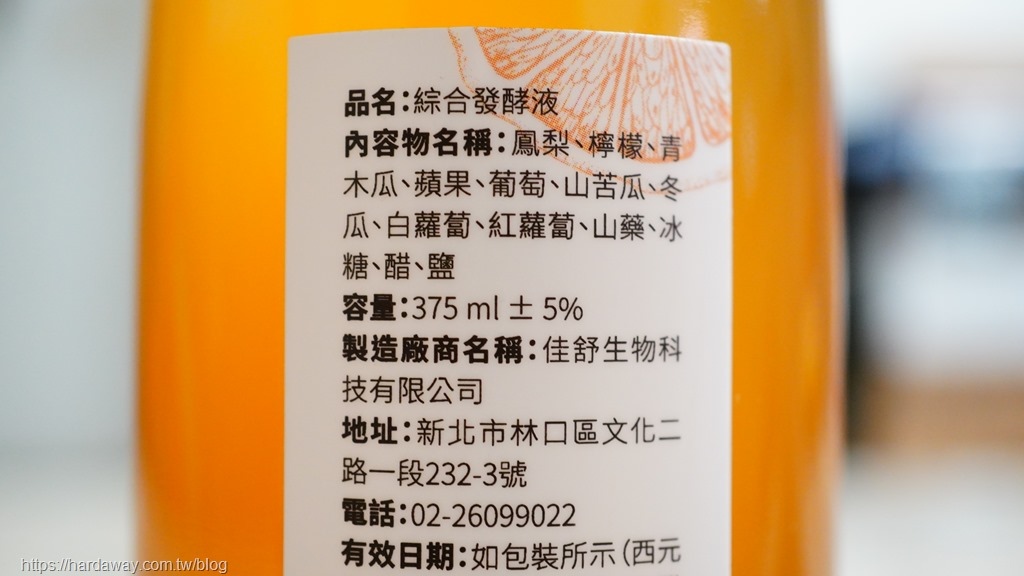 品名：綜合發酵液
內容物名稱：鳳梨、檸檬、青
木瓜、蘋果、葡萄、山苦瓜、冬
瓜、白蘿蔔、紅蘿蔔、山藥、冰
糖、醋、鹽
容量：375 ml ± 5%
製造廠商名稱：佳舒生物科
技有限公司
地址：新北市林口區文化二
路一段232-3號
電話：02-26099022
有效日期：如包裝所示（西元
https://hardaway.com.tw/blog